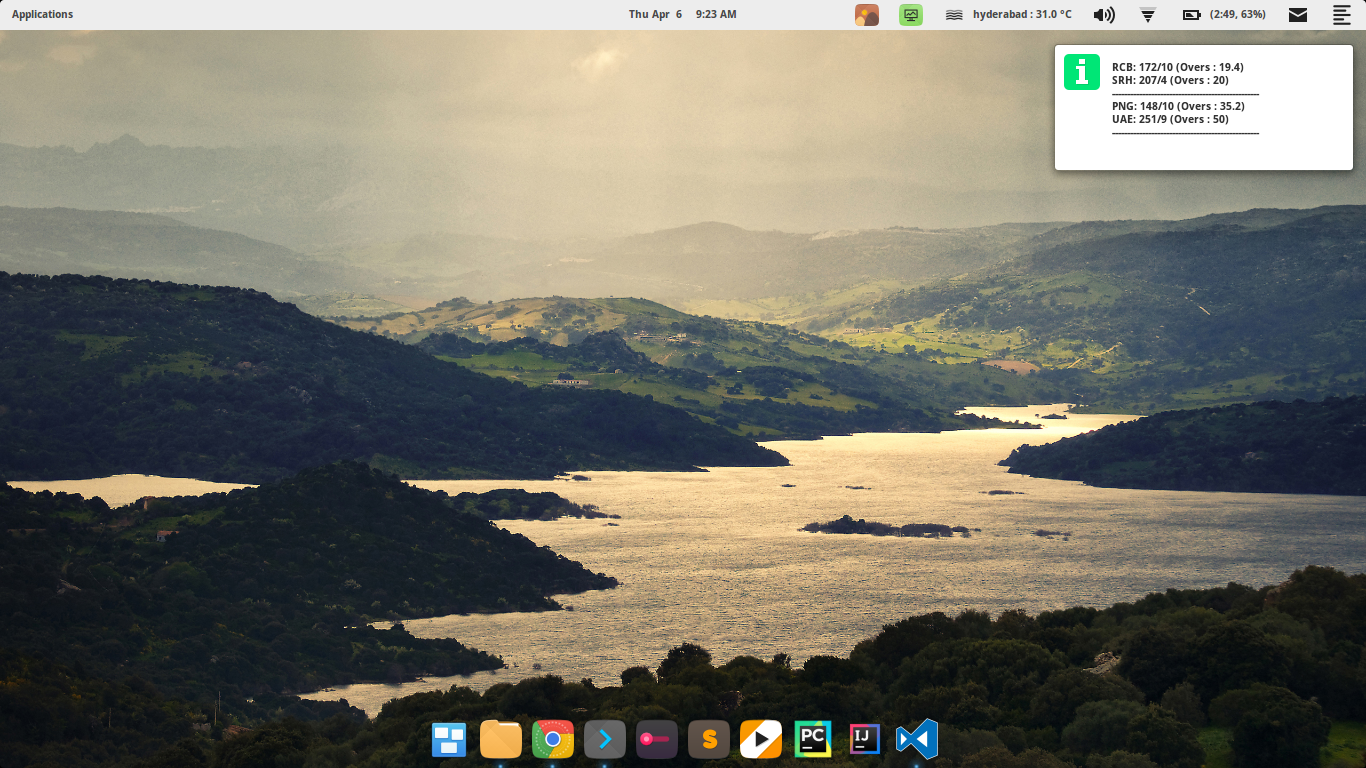 Applications
Thu Apr 6 9:23 AM
hyderabad : 31.0 °C
(2:49, 63%)
RCB: 172/10 (Overs : 19.4)
SRH: 207/4 (Overs : 20)
PNG: 148/10 (Overs : 35.2)
UAE: 251/9 (Overs : 50)
S
PC
IJ